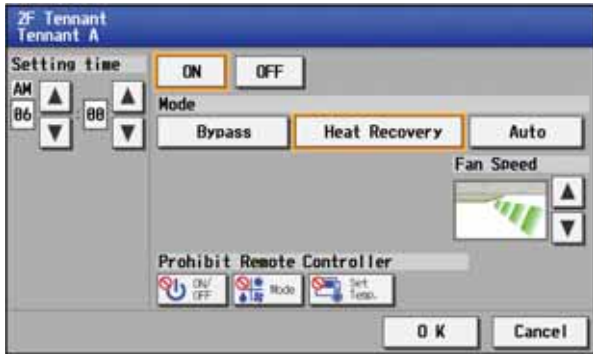 2F Tennant
Tennant A
Setting time
ON OFF
AM
06 : 00
Mode
Bypass Heat Recovery Auto
Fan Speed
Prohibit Remote Controller
ON/OFF Mode Set Temp.
OK Cancel